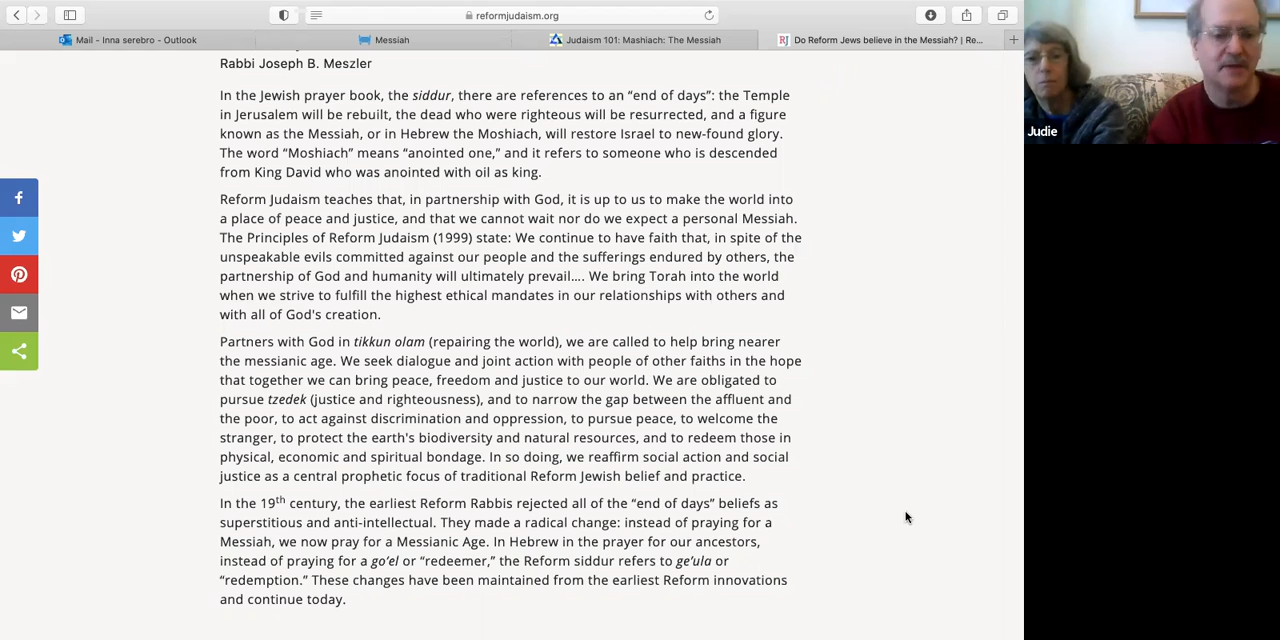 reformjudaism.org
Mail - Inna serebro - Outlook
Messiah
Judaism 101: Mashiach: The Messiah
Do Reform Jews believe in the Messiah? | Re...
Rabbi Joseph B. Meszler
In the Jewish prayer book, the siddur, there are references to an “end of days”: the Temple
in Jerusalem will be rebuilt, the dead who were righteous will be resurrected, and a figure
known as the Messiah, or in Hebrew the Moshiach, will restore Israel to new-found glory.
The word “Moshiach” means “anointed one,” and it refers to someone who is descended
from King David who was anointed with oil as king.
Reform Judaism teaches that, in partnership with God, it is up to us to make the world into
a place of peace and justice, and that we cannot wait nor do we expect a personal Messiah.
The Principles of Reform Judaism (1999) state: We continue to have faith that, in spite of the
unspeakable evils committed against our people and the sufferings endured by others, the
partnership of God and humanity will ultimately prevail.... We bring Torah into the world
when we strive to fulfill the highest ethical mandates in our relationships with others and
with all of God's creation.
Partners with God in tikkun olam (repairing the world), we are called to help bring nearer
the messianic age. We seek dialogue and joint action with people of other faiths in the hope
that together we can bring peace, freedom and justice to our world. We are obligated to
pursue tzedek (justice and righteousness), and to narrow the gap between the affluent and
the poor, to act against discrimination and oppression, to pursue peace, to welcome the
stranger, to protect the earth's biodiversity and natural resources, and to redeem those in
physical, economic and spiritual bondage. In so doing, we reaffirm social action and social
justice as a central prophetic focus of traditional Reform Jewish belief and practice.
In the 19th century, the earliest Reform Rabbis rejected all of the “end of days” beliefs as
superstitious and anti-intellectual. They made a radical change: instead of praying for a
Messiah, we now pray for a Messianic Age. In Hebrew in the prayer for our ancestors,
instead of praying for a go’el or “redeemer,” the Reform siddur refers to ge’ula or
“redemption.” These changes have been maintained from the earliest Reform innovations
and continue today.
Judie